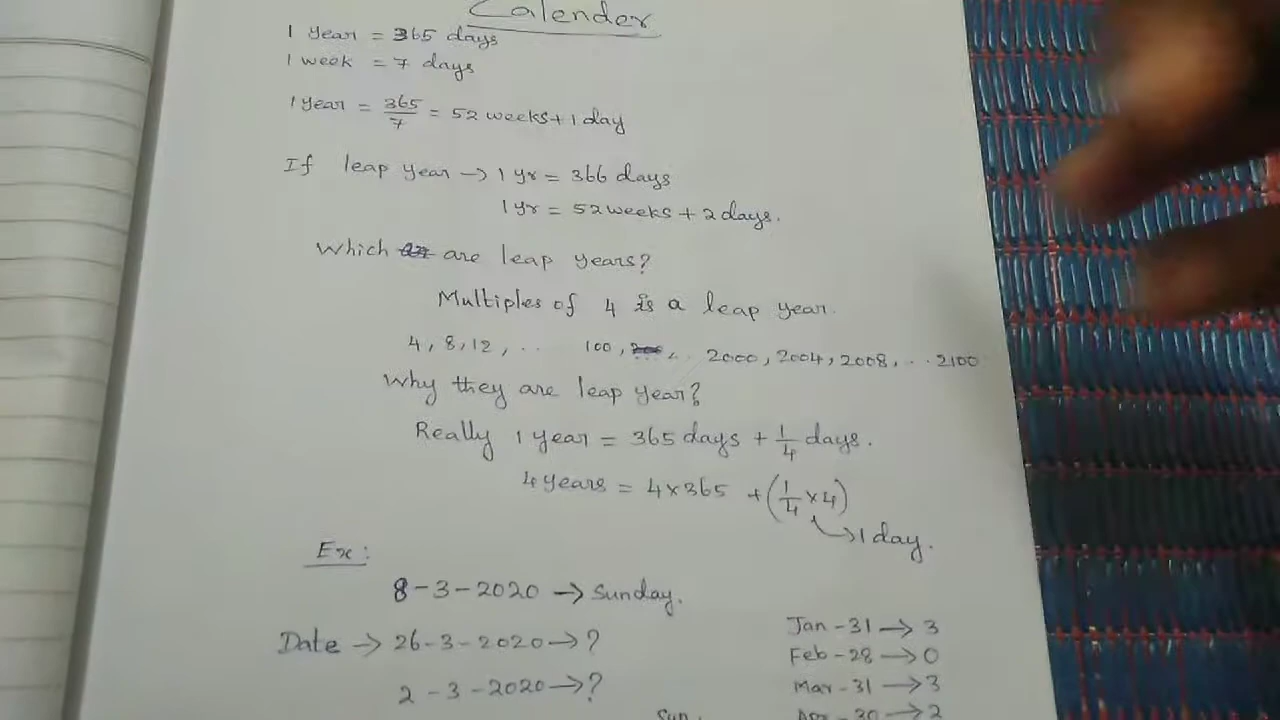 Calender
1 Year = 365 days
1 week = 7 days
1 year = 365/7 = 52 weeks + 1 day
If leap year → 1 yr = 366 days
1 yr = 52 weeks + 2 days.
Which are leap years?
Multiples of 4 is a leap year.
4, 8, 12, .. 100, .. 2000, 2004, 2008, .. 2100
Why they are leap year?
Really 1 year = 365 days + 1/4 days.
4 years = 4×365 + (1/4 ×4)
→ 1 day.
Ex:
8-3-2020 → Sunday.
Date → 26-3-2020 → ?
2-3-2020 → ?
Jan - 31 → 3
Feb - 28 → 0
Mar - 31 → 3
Apr - 30 → 2
Sun